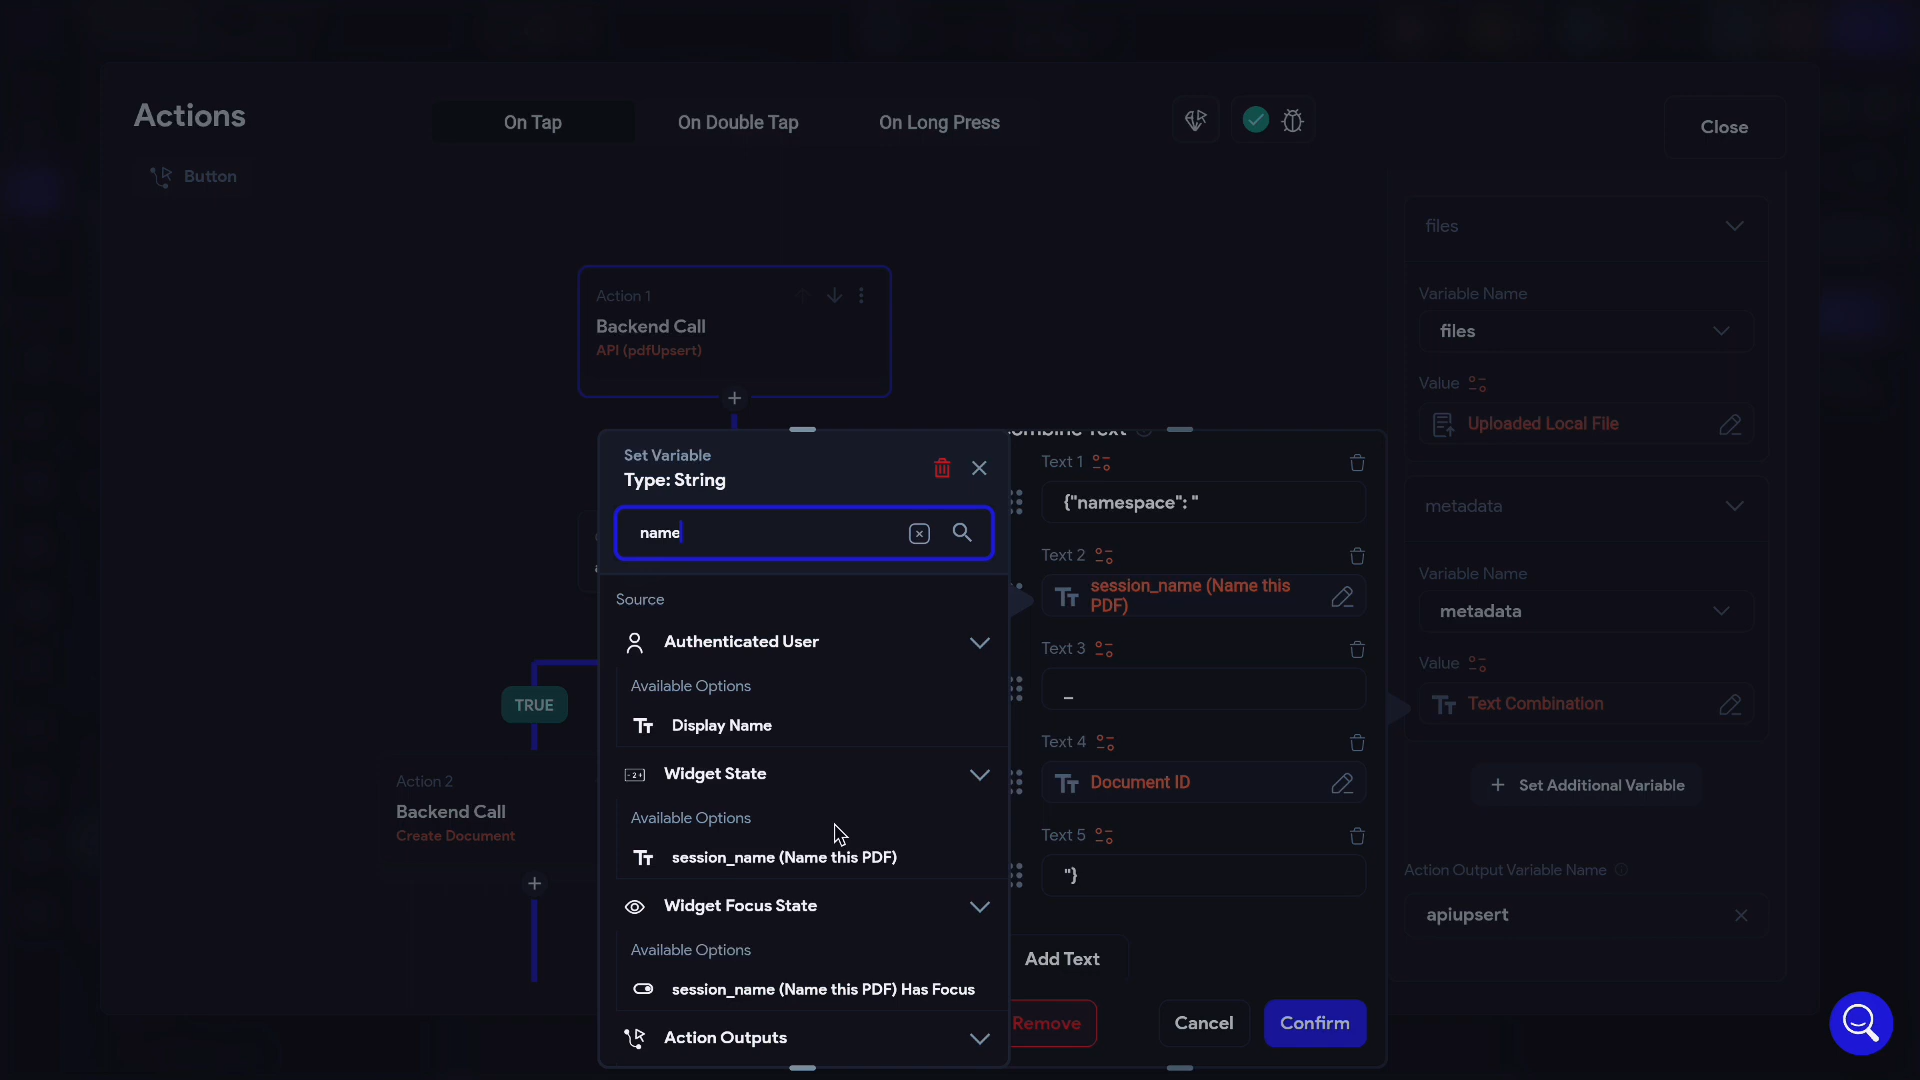 Actions
On Tap
On Double Tap
On Long Press
Close
Button
Action 1
Backend Call
API (pdfUpsert)
TRUE
Action 2
Backend Call
Create Document
Set Variable
Type: String
name
Source
Authenticated User
Available Options
Display Name
Widget State
Available Options
session_name (Name this PDF)
Widget Focus State
Available Options
session_name (Name this PDF) Has Focus
Action Outputs
Text 1
{"namespace": "
Text 2
session_name (Name this
PDF)
Text 3
_
Text 4
Document ID
Text 5
"}
Add Text
Remove
Cancel
Confirm
files
Variable Name
files
Value
Uploaded Local File
metadata
Variable Name
metadata
Value
Text Combination
Set Additional Variable
Action Output Variable Name
apiupsert